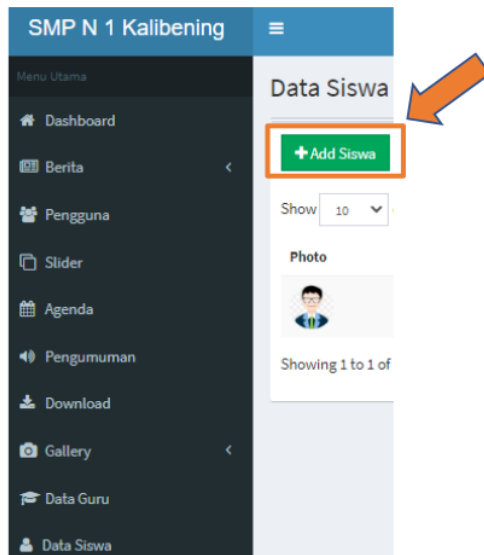 SMP N 1 Kalibening
Menu Utama
Dashboard
Berita
Pengguna
Slider
Agenda
Pengumuman
Download
Gallery
Data Guru
Data Siswa
Data Siswa
+Add Siswa
Show 10
Photo
Showing 1 to 1 of